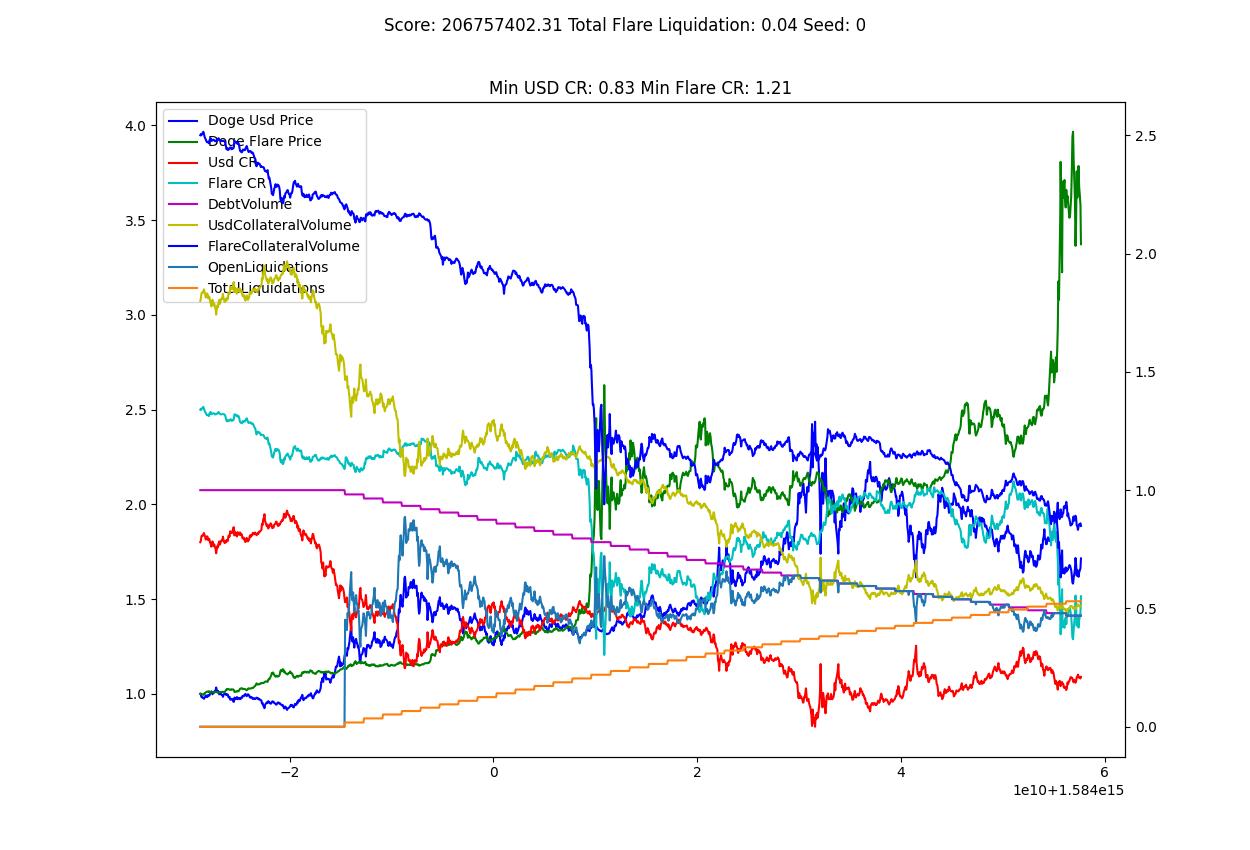 Score: 206757402.31 Total Flare Liquidation: 0.04 Seed: 0
Min USD CR: 0.83 Min Flare CR: 1.21
Doge Usd Price
Doge Flare Price
Usd CR
Flare CR
DebtVolume
UsdCollateralVolume
FlareCollateralVolume
OpenLiquidations
TotalLiquidations
4.0
3.5
3.0
2.5
2.0
1.5
1.0
2.5
2.0
1.5
1.0
0.5
0.0
−2
0
2
4
6
1e10+1.584e15